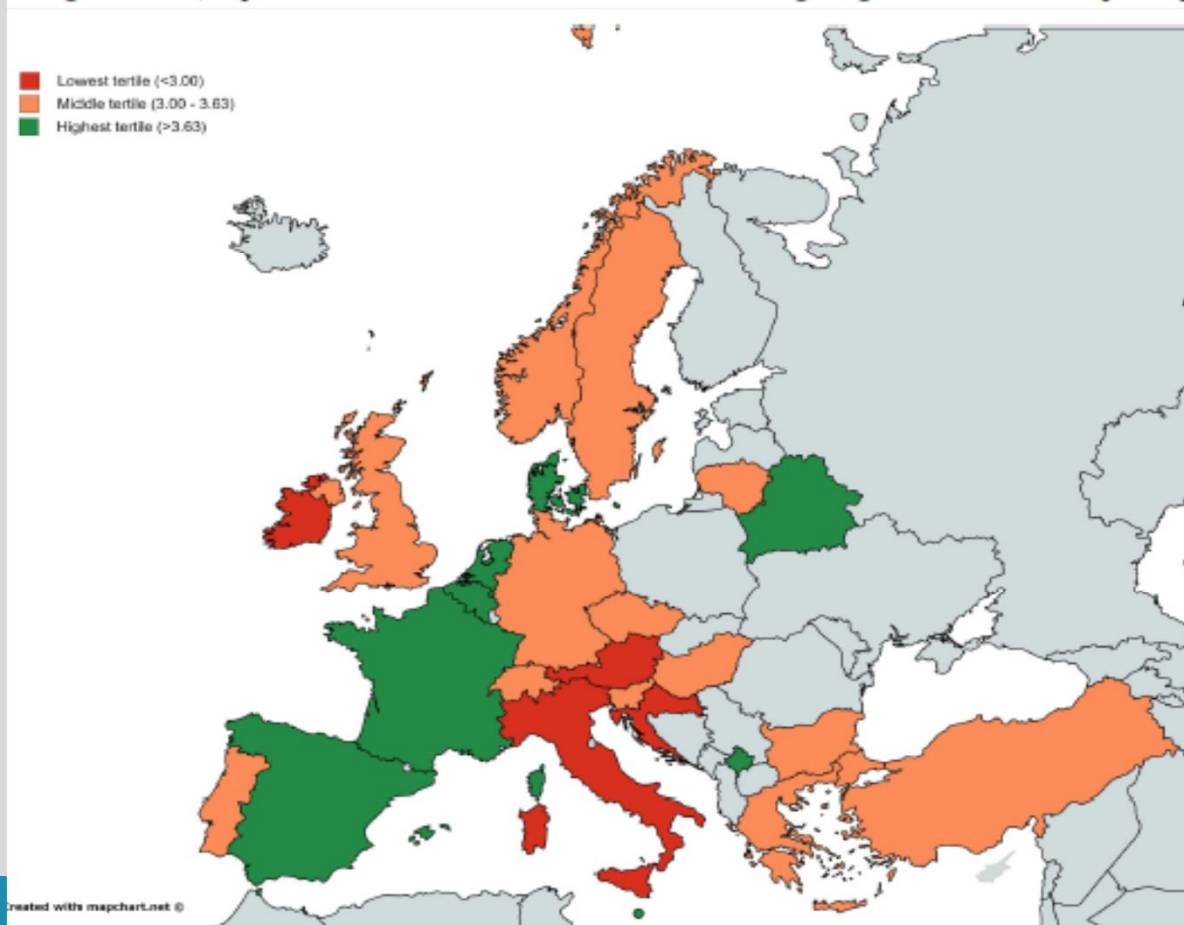 Lowest tertile (<3.00)
Middle tertile (3.00 - 3.63)
Highest tertile (>3.63)
Created with mapchart.net ©